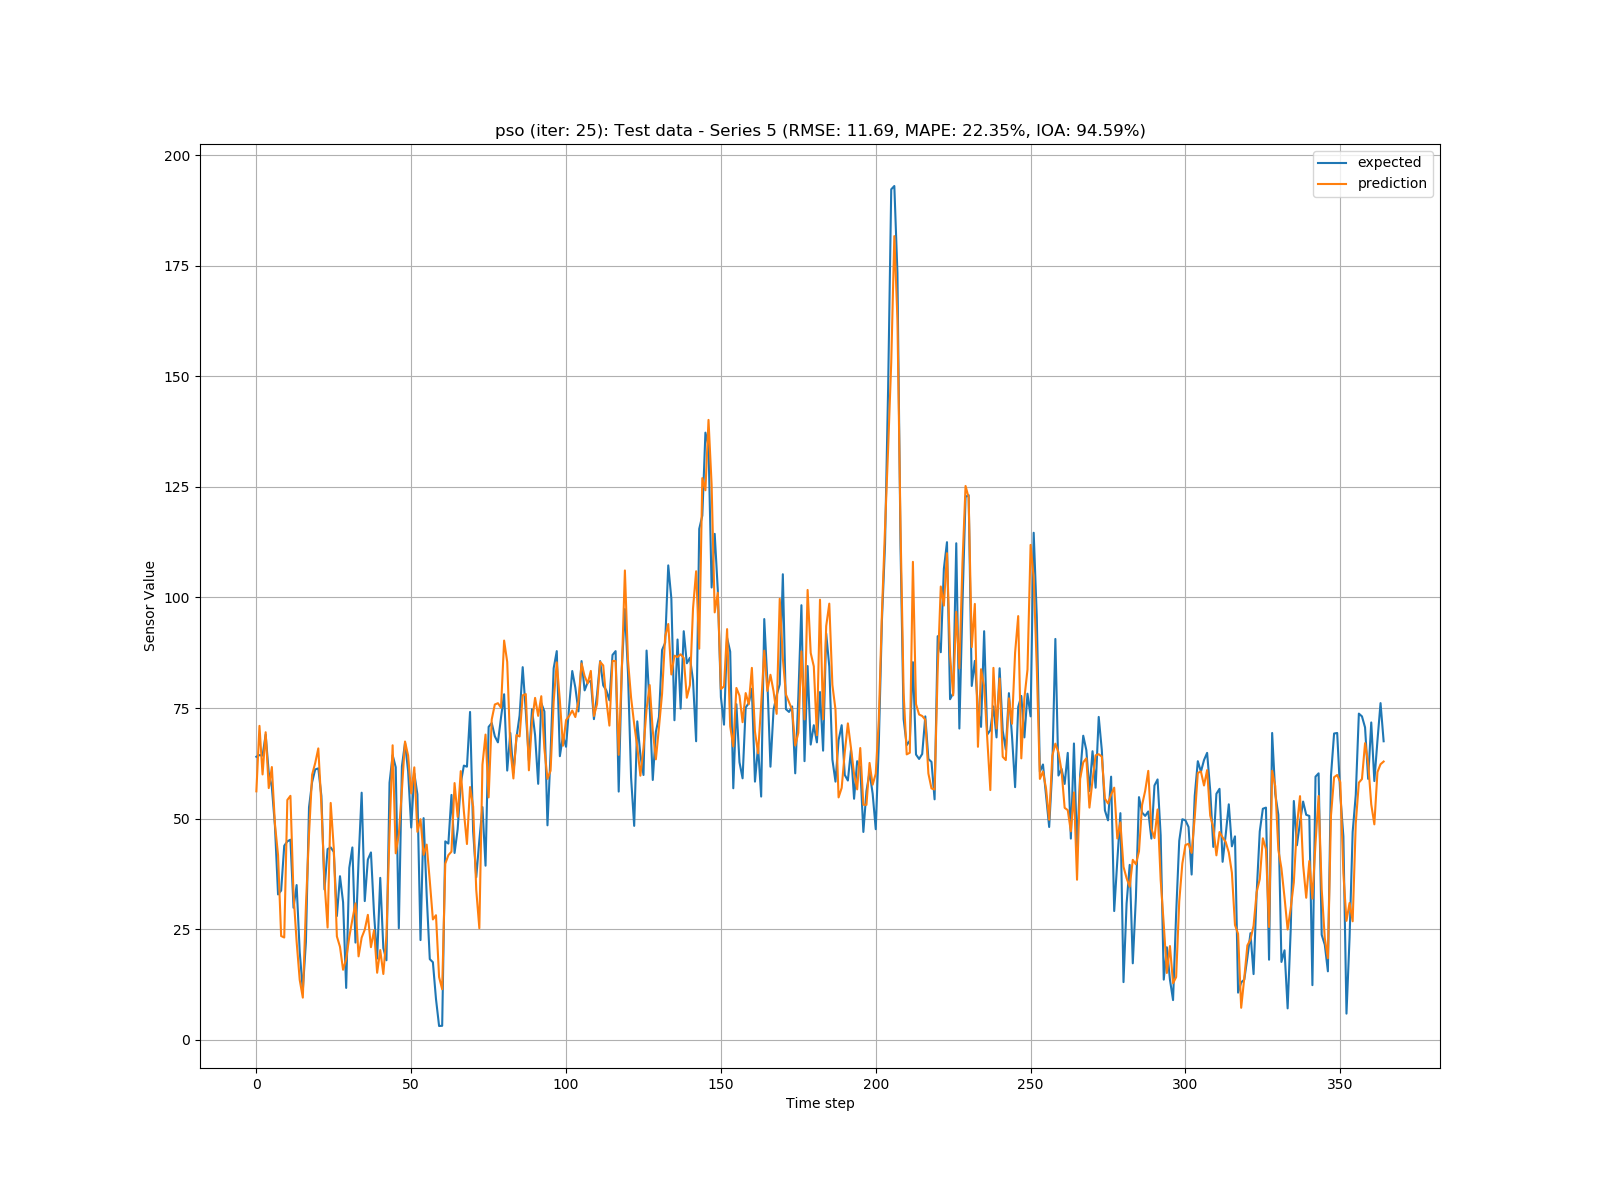 pso (iter: 25): Test data - Series 5 (RMSE: 11.69, MAPE: 22.35%, IOA: 94.59%)
expected
prediction
200
175
150
125
100
75
50
25
0
Sensor Value
0 50 100 150 200 250 300 350
Time step